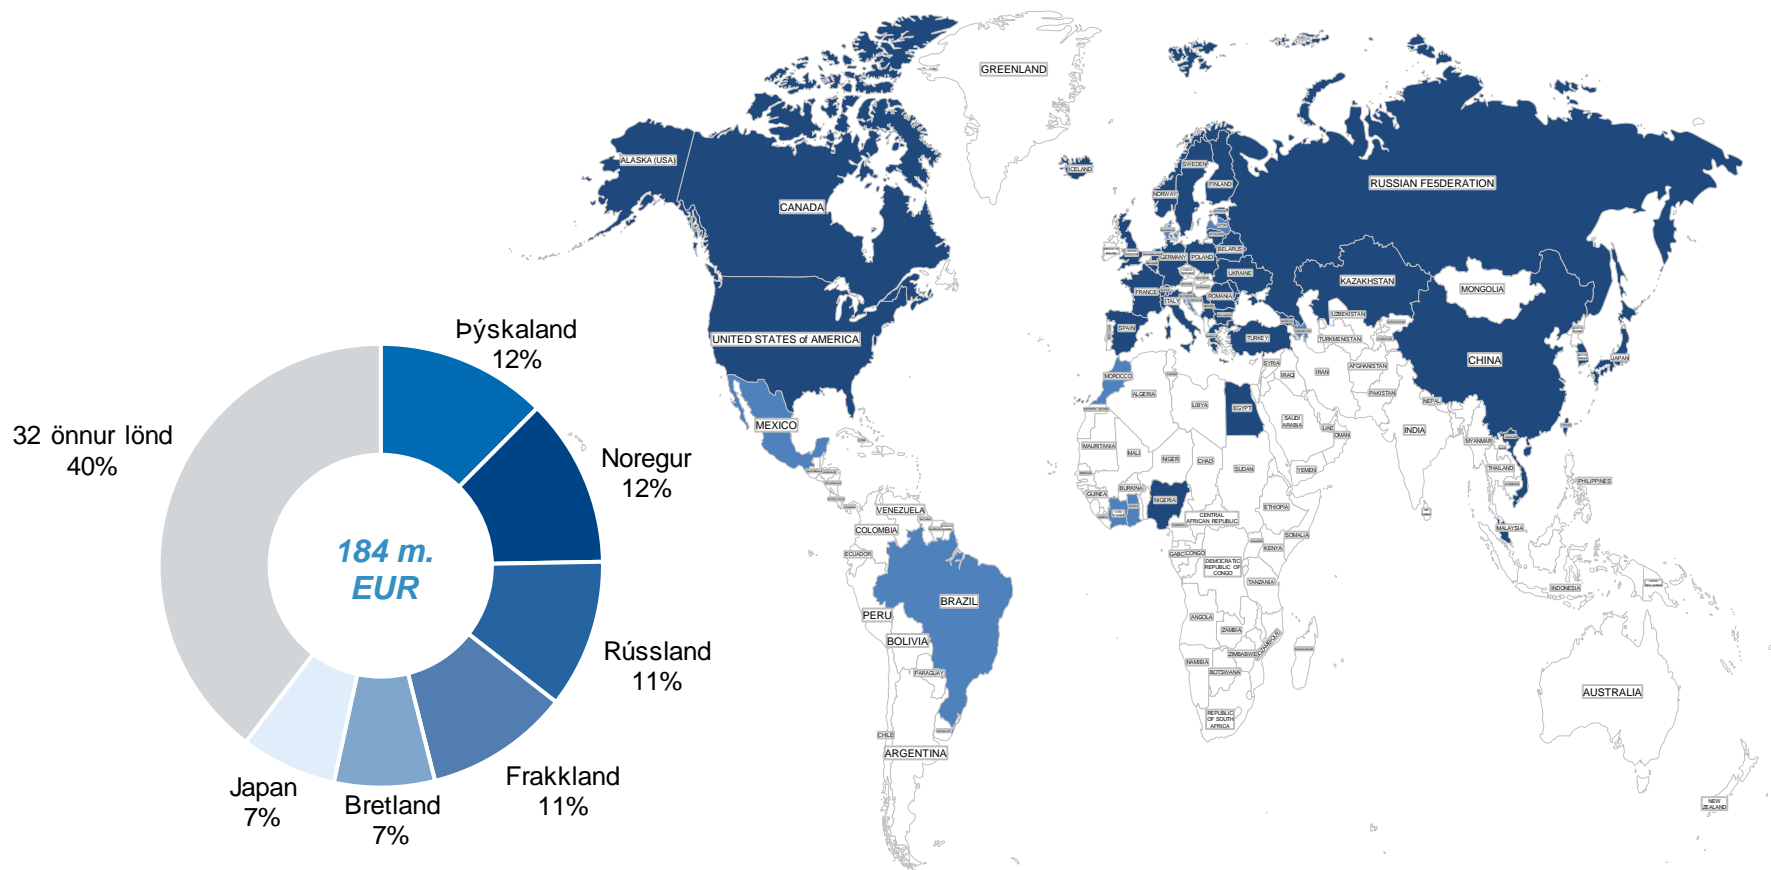 Þýskaland
12%
Noregur
12%
Rússland
11%
Frakkland
11%
Bretland
7%
Japan
7%
32 önnur lönd
40%
184 m.
EUR
GREENLAND
ALASKA (USA)
CANADA
UNITED STATES of AMERICA
MEXICO
VENEZUELA
COLOMBIA
ECUADOR
BRAZIL
PERU
BOLIVIA
PARAGUAY
CHILE
ARGENTINA
ICELAND
SWEDEN
NORWAY
FINLAND
RUSSIAN FE5DERATION
BELARUS
GERMANY
POLAND
UKRAINE
FRANCE
ROMANIA
ITALY
SPAIN
TURKEY
KAZAKHSTAN
MONGOLIA
UZBEKISTAN
TURKMENISTAN
CHINA
JAPAN
SYRIA
IRAQ
IRAN
AFGHANISTAN
PAKISTAN
NEPAL
INDIA
MYANMAR
THAILAND
PHILIPPINES
MALAYSIA
INDONESIA
SAUDI
ARABIA
UAE
OMAN
YEMEN
MOROCCO
ALGERIA
LIBYA
EGYPT
MAURITANIA
MALI
NIGER
CHAD
SUDAN
GUINEA
BURKINA
NIGERIA
ETHIOPIA
CENTRAL
AFRICAN REPUBLIC
SOMALIA
KENYA
GABC
CONGO
DEMOCRATIC
REPUBLIC OF
CONGO
TANZANIA
ANGOLA
ZAMBIA
ZIMBABWE
MOZAMBIQUE
NAMIBIA
BOTSWANA
REPUBLIC
OF SOUTH
AFRICA
AUSTRALIA
NEW
ZEALAND